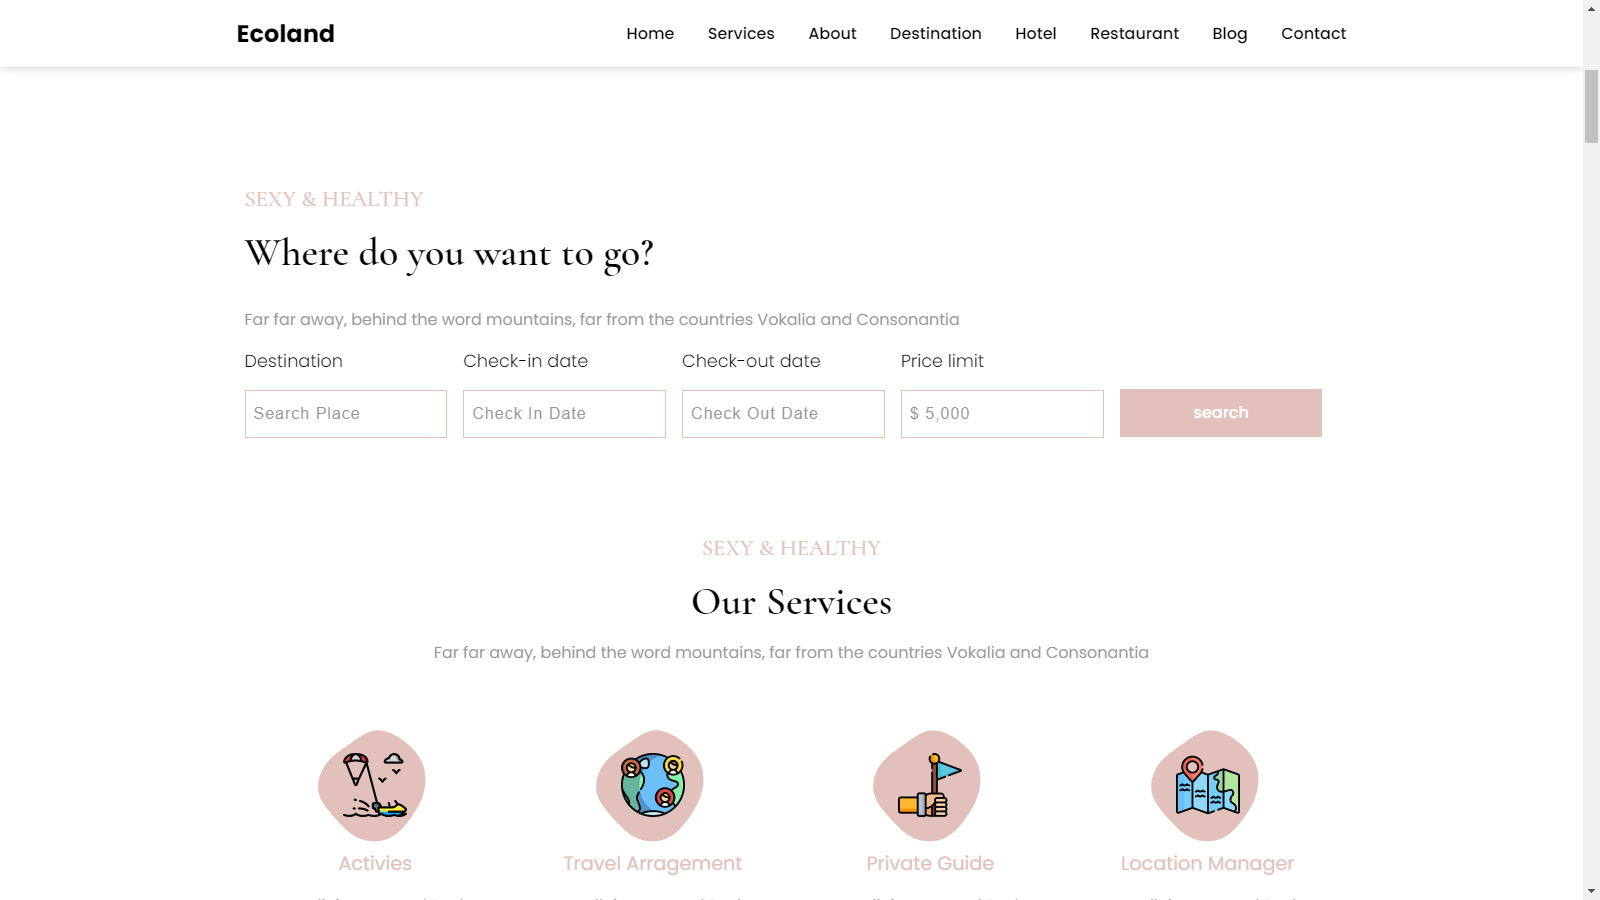 Ecoland
Home Services About Destination Hotel Restaurant Blog Contact
SEXY & HEALTHY
Where do you want to go?
Far far away, behind the word mountains, far from the countries Vokalia and Consonantia
Destination Check-in date Check-out date Price limit
Search Place Check In Date Check Out Date $ 5,000 search
SEXY & HEALTHY
Our Services
Far far away, behind the word mountains, far from the countries Vokalia and Consonantia
Activies Travel Arragement Private Guide Location Manager